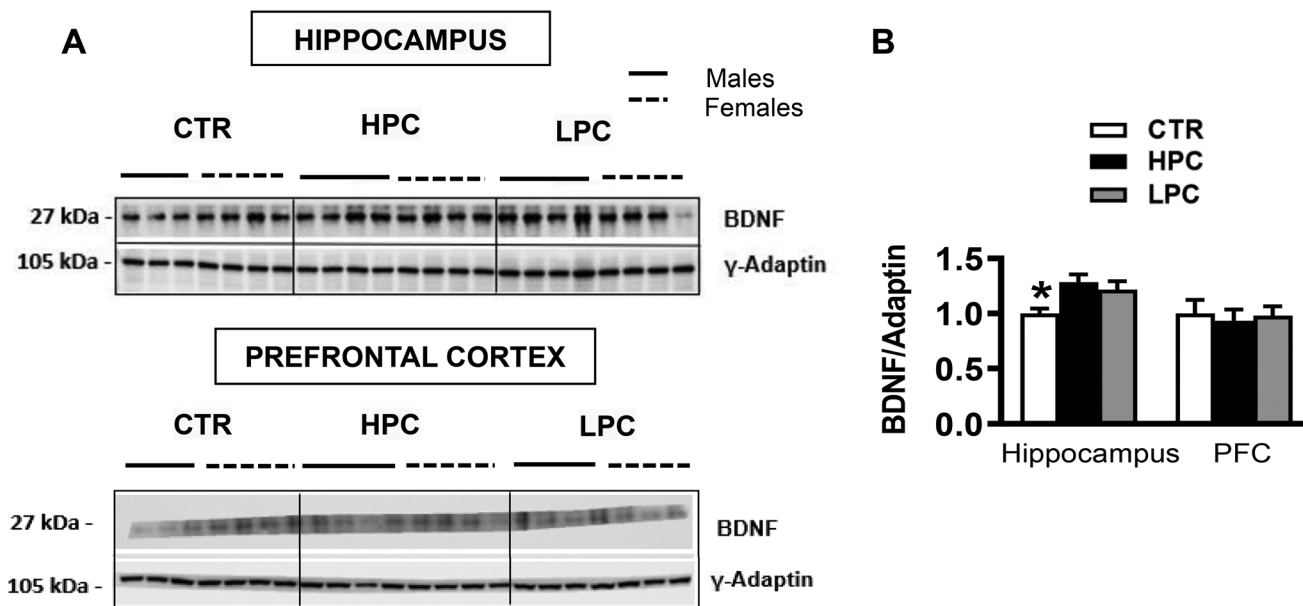 A
HIPPOCAMPUS
Males
Females
CTR HPC LPC
27 kDa - BDNF
105 kDa - γ-Adaptin
PREFRONTAL CORTEX
CTR HPC LPC
27 kDa - BDNF
105 kDa - γ-Adaptin
B
CTR
HPC
LPC
BDNF/Adaptin
1.5
1.0
0.5
0.0
*
Hippocampus PFC